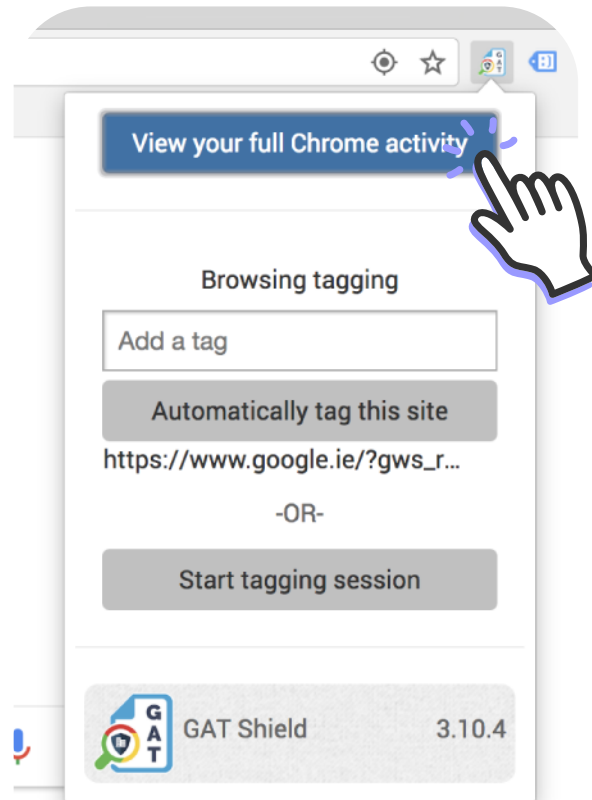 View your full Chrome activity
Browsing tagging
Add a tag
Automatically tag this site
https://www.google.ie/?gws_r...
-OR-
Start tagging session
GAT
GAT Shield 3.10.4